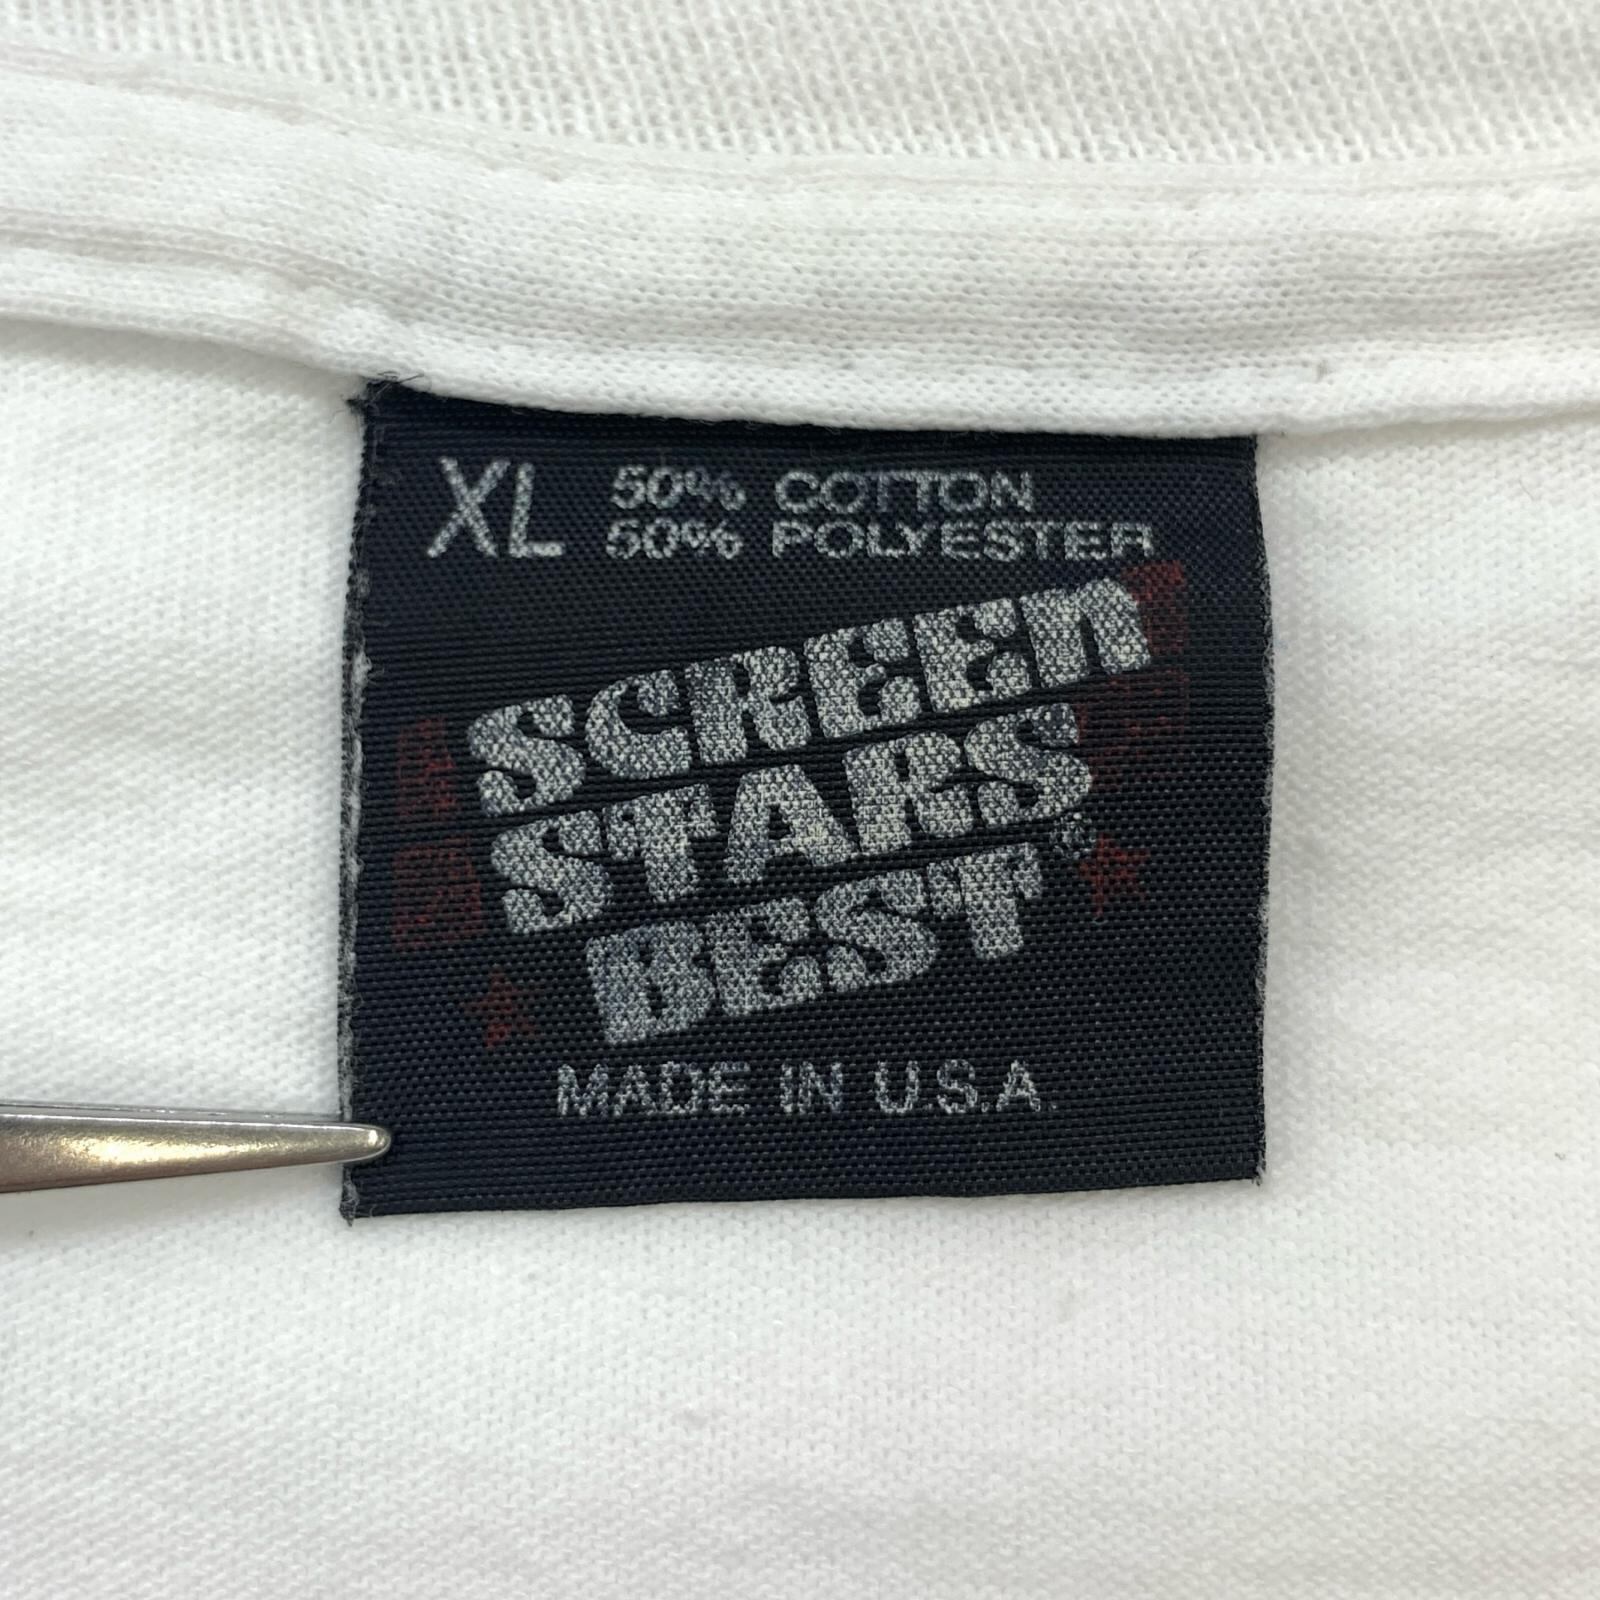 XL 50% COTTON
50% POLYESTER
SCREEN
STARS
BEST®
MADE IN U.S.A.